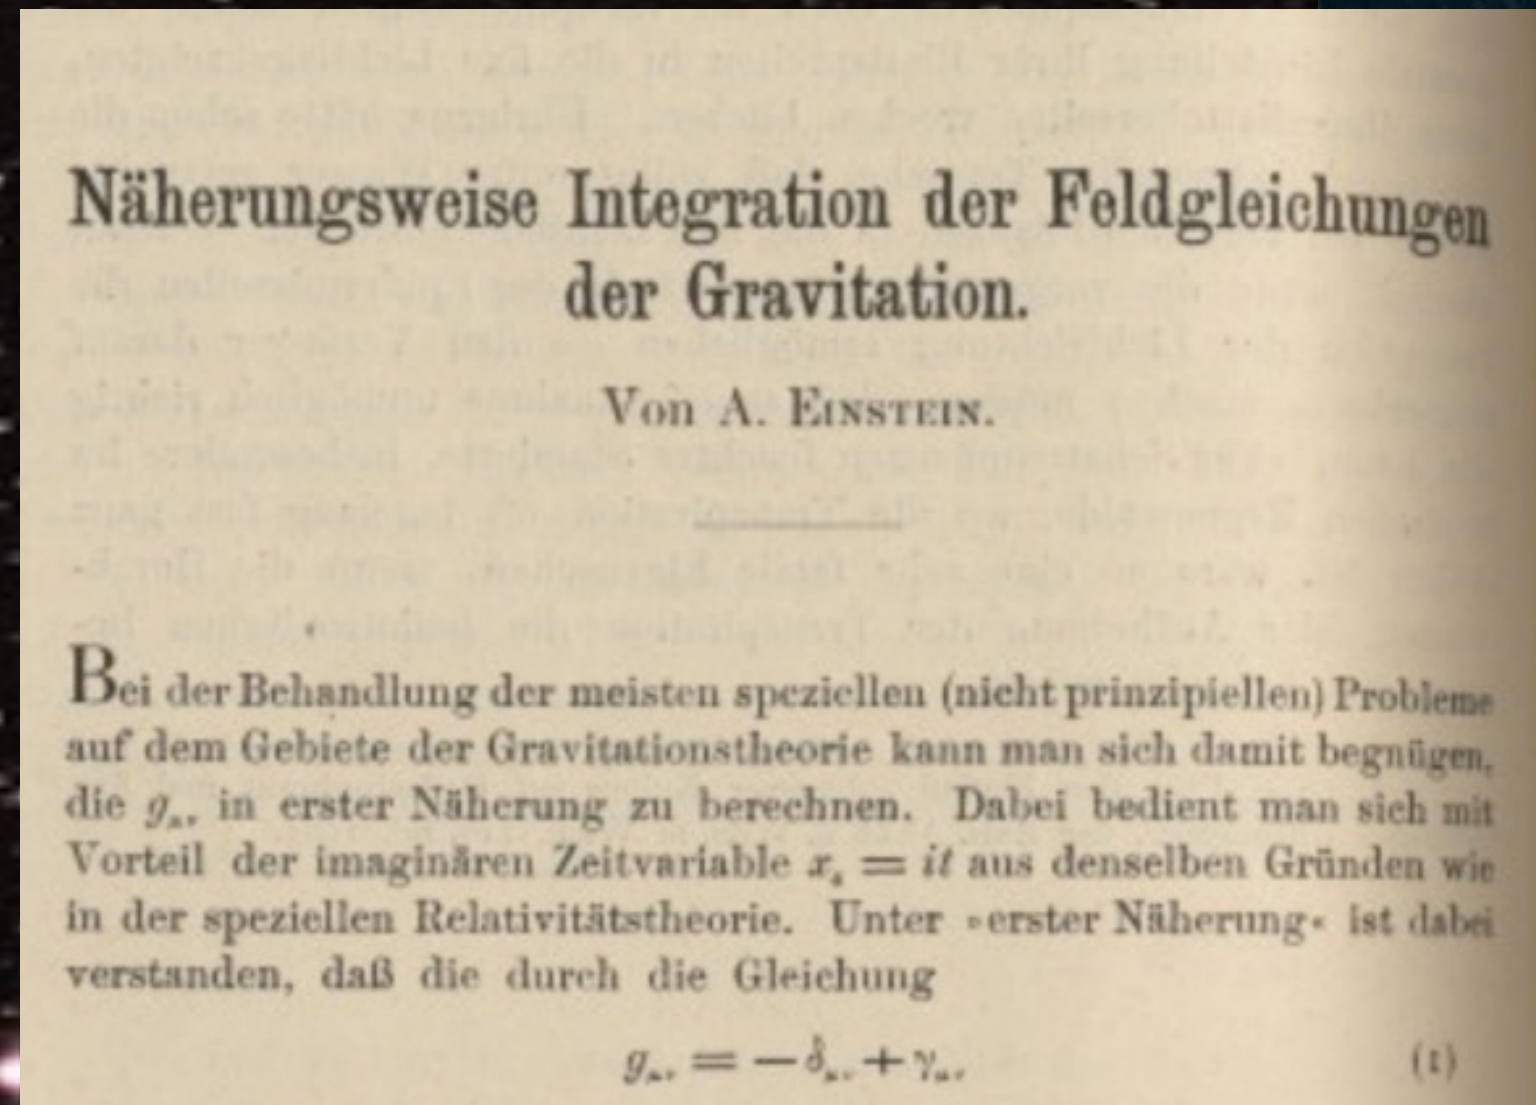 Näherungsweise Integration der Feldgleichungen
der Gravitation.
Von A. Einstein.
Bei der Behandlung der meisten speziellen (nicht prinzipiellen) Probleme
auf dem Gebiete der Gravitationstheorie kann man sich damit begnügen,
die gμν in erster Näherung zu berechnen. Dabei bedient man sich mit
Vorteil der imaginären Zeitvariable x₄ = it aus denselben Gründen wie
in der speziellen Relativitätstheorie. Unter »erster Näherung« ist dabei
verstanden, daß die durch die Gleichung
gμν = −δμν + γμν (1)